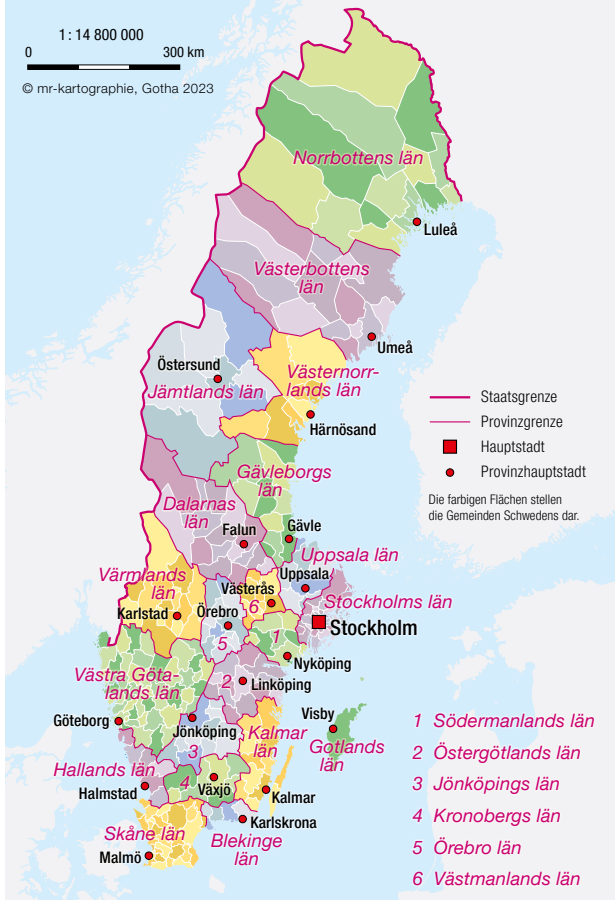 1 : 14 800 000
0 300 km
© mr-kartographie, Gotha 2023
Norrbottens län
Luleå
Västerbottens
län
Umeå
Östersund
Jämtlands län
Västernorr-
lands län
Härnösand
Staatsgrenze
Provinzgrenze
Hauptstadt
Provinzhauptstadt
Die farbigen Flächen stellen
die Gemeinden Schwedens dar.
Gävleborgs
län
Dalarnas
län
Falun
Gävle
Uppsala län
Uppsala
Värmlands
län
Karlstad
Västerås
6
Örebro
5
Stockholms län
Stockholm
1
Nyköping
Västra Göta-
lands län
2
Linköping
Göteborg
Jönköping
3
Kalmar
län
Visby
Gotlands
län
Hallands län
Halmstad
4
Växjö
Kalmar
Karlskrona
Skåne län
Blekinge
län
Malmö
1 Södermanlands län
2 Östergötlands län
3 Jönköpings län
4 Kronobergs län
5 Örebro län
6 Västmanlands län